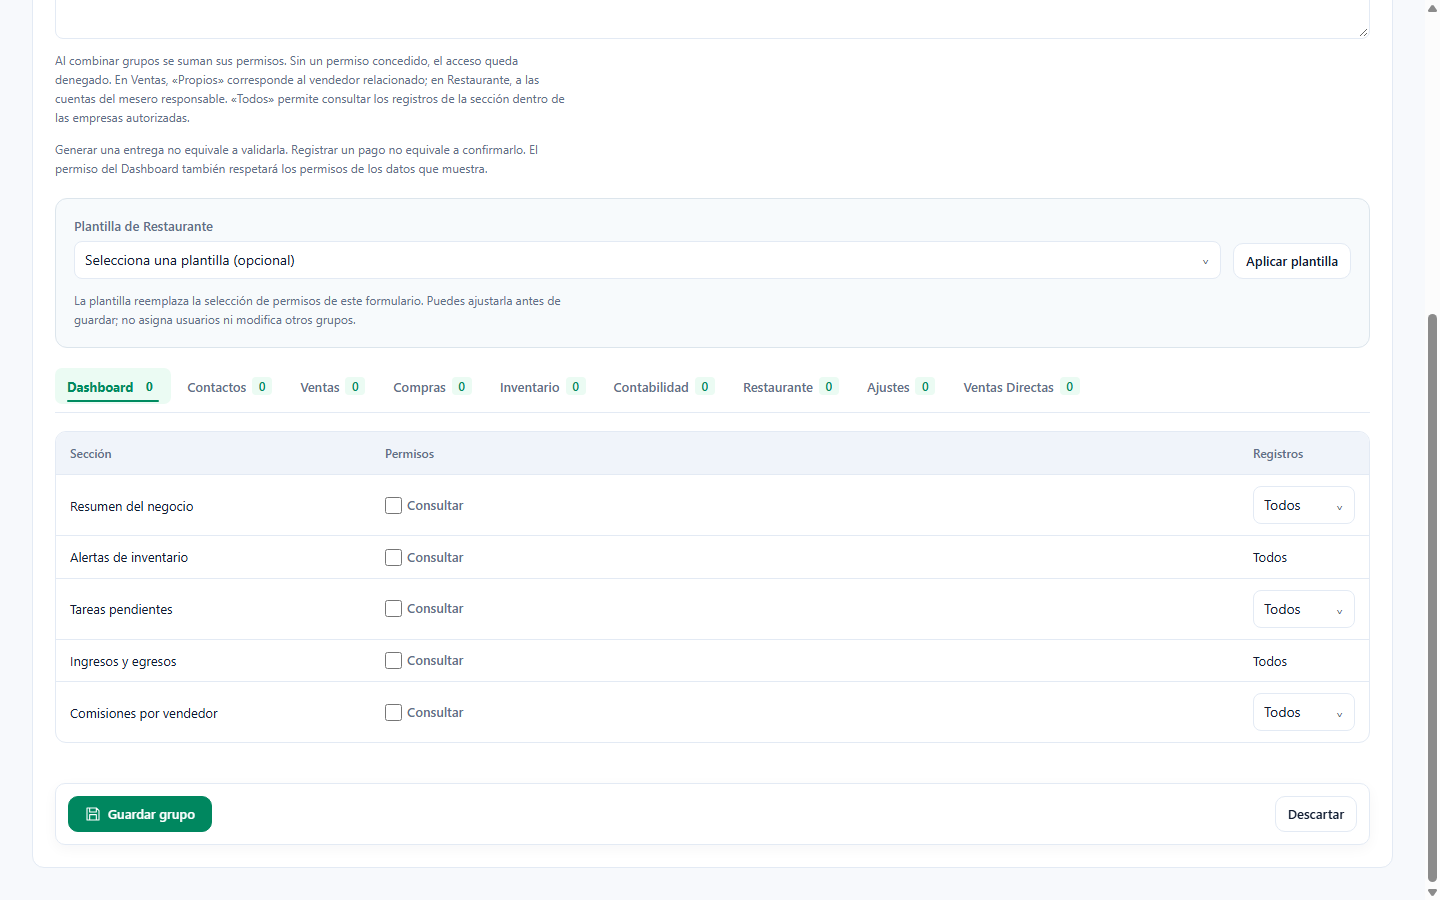 Al combinar grupos se suman sus permisos. Sin un permiso concedido, el acceso queda
denegado. En Ventas, «Propios» corresponde al vendedor relacionado; en Restaurante, a las
cuentas del mesero responsable. «Todos» permite consultar los registros de la sección dentro de
las empresas autorizadas.
Generar una entrega no equivale a validarla. Registrar un pago no equivale a confirmarlo. El
permiso del Dashboard también respetará los permisos de los datos que muestra.
Plantilla de Restaurante
Selecciona una plantilla (opcional)
Aplicar plantilla
La plantilla reemplaza la selección de permisos de este formulario. Puedes ajustarla antes de
guardar; no asigna usuarios ni modifica otros grupos.
Dashboard 0 Contactos 0 Ventas 0 Compras 0 Inventario 0 Contabilidad 0 Restaurante 0 Ajustes 0 Ventas Directas 0
Sección Permisos Registros
Resumen del negocio Consultar Todos
Alertas de inventario Consultar Todos
Tareas pendientes Consultar Todos
Ingresos y egresos Consultar Todos
Comisiones por vendedor Consultar Todos
Guardar grupo Descartar